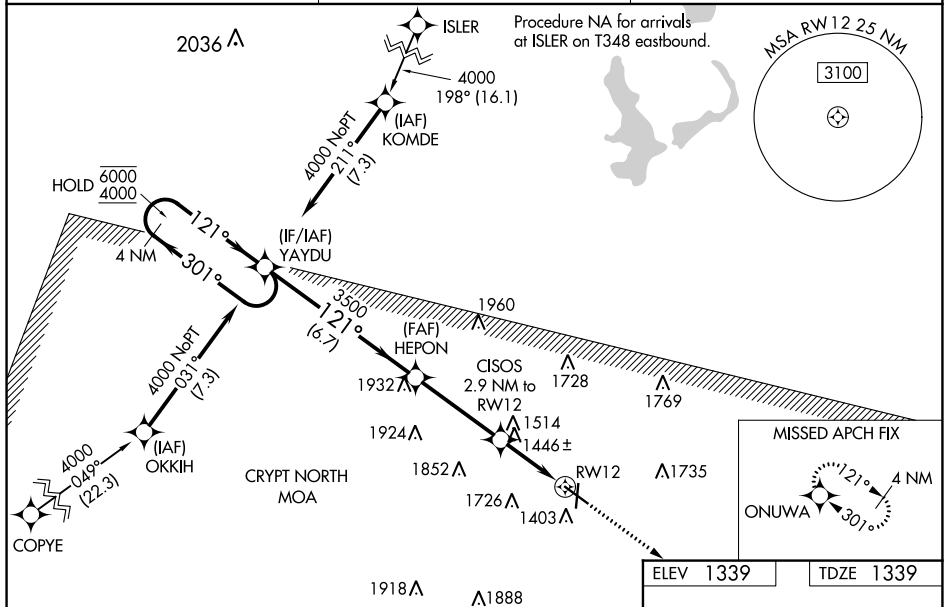 2036
ISLER
Procedure NA for arrivals
at ISLER on T348 eastbound.
MSA RW12 25 NM
3100
4000
198° (16.1)
(IAF)
KOMDE
4000 NoPT
211°
(7.3)
HOLD 6000
4000
121°
4 NM
301°
(IF/IAF)
YAYDU
3500
121°
(6.7)
1960
(FAF)
HEPON
1932
CISOS
2.9 NM to
RW12
1728
1769
4000 NoPT
031°
(7.3)
1514
1446±
1924
(IAF)
OKKIH
4000
049°
(22.3)
COPYE
CRYPT NORTH
MOA
1852
1726
1403
RW12
1735
MISSED APCH FIX
121°
4 NM
ONUWA
301°
1918
1888
ELEV 1339
TDZE 1339